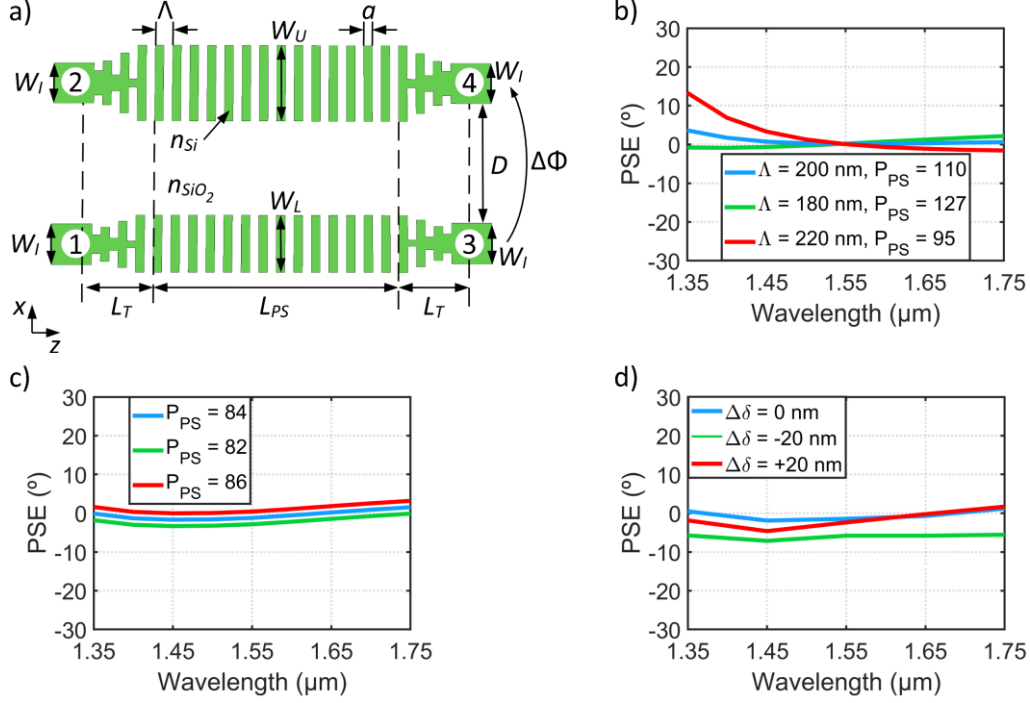 a)
Λ
W_U
a
W_I
2
4
W_I
n_Si
D
ΔΦ
n_SiO2
W_L
W_I
1
3
W_I
L_T
L_PS
L_T
x
z
b)
PSE (º)
30
20
10
0
-10
-20
-30
Λ = 200 nm, P_PS = 110
Λ = 180 nm, P_PS = 127
Λ = 220 nm, P_PS = 95
1.35 1.45 1.55 1.65 1.75
Wavelength (µm)
c)
PSE (º)
30
20
10
0
-10
-20
-30
P_PS = 84
P_PS = 82
P_PS = 86
1.35 1.45 1.55 1.65 1.75
Wavelength (µm)
d)
PSE (º)
30
20
10
0
-10
-20
-30
Δδ = 0 nm
Δδ = -20 nm
Δδ = +20 nm
1.35 1.45 1.55 1.65 1.75
Wavelength (µm)